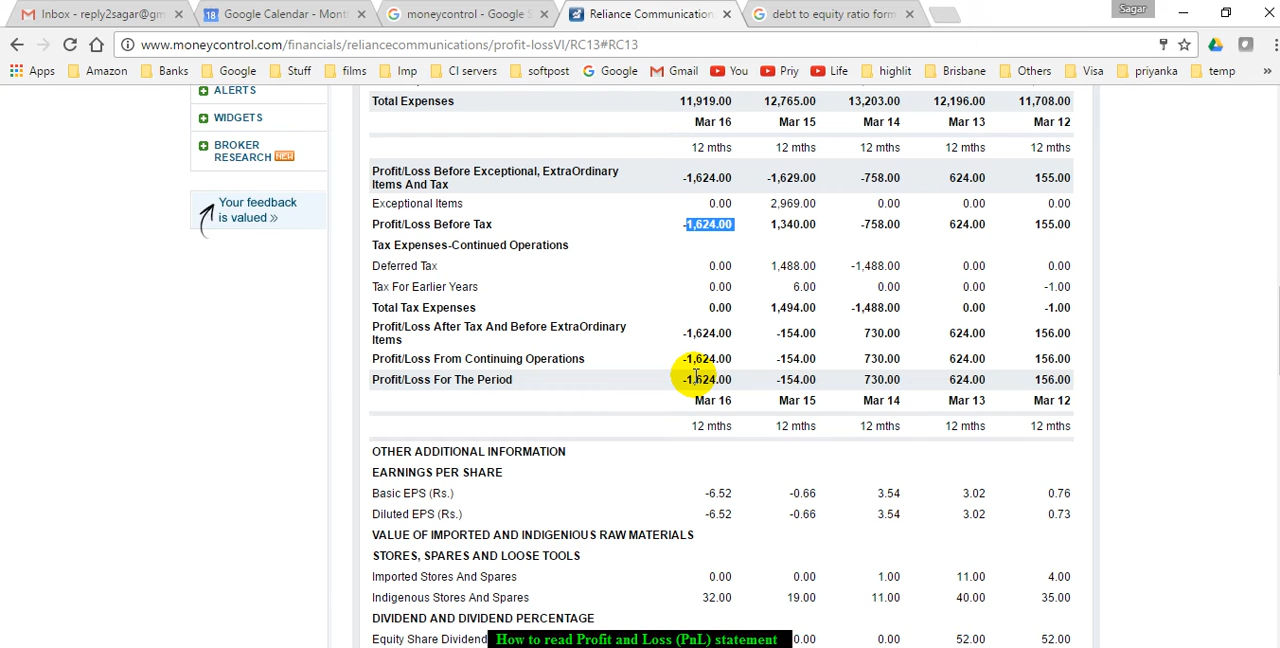 Inbox - reply2sagar@gm
Google Calendar - Mont
moneycontrol - Google S
Reliance Communication
debt to equity ratio form
Sagar
www.moneycontrol.com/financials/reliancecommunications/profit-lossVI/RC13#RC13
Apps Amazon Banks Google Stuff films Imp CI servers softpost Google Gmail You Priy Life highlit Brisbane Others Visa priyanka temp »
ALERTS
WIDGETS
BROKER
RESEARCH NEW
Your feedback
is valued »
Total Expenses 11,919.00 12,765.00 13,203.00 12,196.00 11,708.00
Mar 16 Mar 15 Mar 14 Mar 13 Mar 12
12 mths 12 mths 12 mths 12 mths 12 mths
Profit/Loss Before Exceptional, ExtraOrdinary
Items And Tax -1,624.00 -1,629.00 -758.00 624.00 155.00
Exceptional Items 0.00 2,969.00 0.00 0.00 0.00
Profit/Loss Before Tax -1,624.00 1,340.00 -758.00 624.00 155.00
Tax Expenses-Continued Operations
Deferred Tax 0.00 1,488.00 -1,488.00 0.00 0.00
Tax For Earlier Years 0.00 6.00 0.00 0.00 -1.00
Total Tax Expenses 0.00 1,494.00 -1,488.00 0.00 -1.00
Profit/Loss After Tax And Before ExtraOrdinary
Items -1,624.00 -154.00 730.00 624.00 156.00
Profit/Loss From Continuing Operations -1,624.00 -154.00 730.00 624.00 156.00
Profit/Loss For The Period -1,624.00 -154.00 730.00 624.00 156.00
Mar 16 Mar 15 Mar 14 Mar 13 Mar 12
12 mths 12 mths 12 mths 12 mths 12 mths
OTHER ADDITIONAL INFORMATION
EARNINGS PER SHARE
Basic EPS (Rs.) -6.52 -0.66 3.54 3.02 0.76
Diluted EPS (Rs.) -6.52 -0.66 3.54 3.02 0.73
VALUE OF IMPORTED AND INDIGENIOUS RAW MATERIALS
STORES, SPARES AND LOOSE TOOLS
Imported Stores And Spares 0.00 0.00 1.00 11.00 4.00
Indigenous Stores And Spares 32.00 19.00 11.00 40.00 35.00
DIVIDEND AND DIVIDEND PERCENTAGE
Equity Share Dividend 0.00 0.00 52.00 52.00
How to read Profit and Loss (PnL) statement